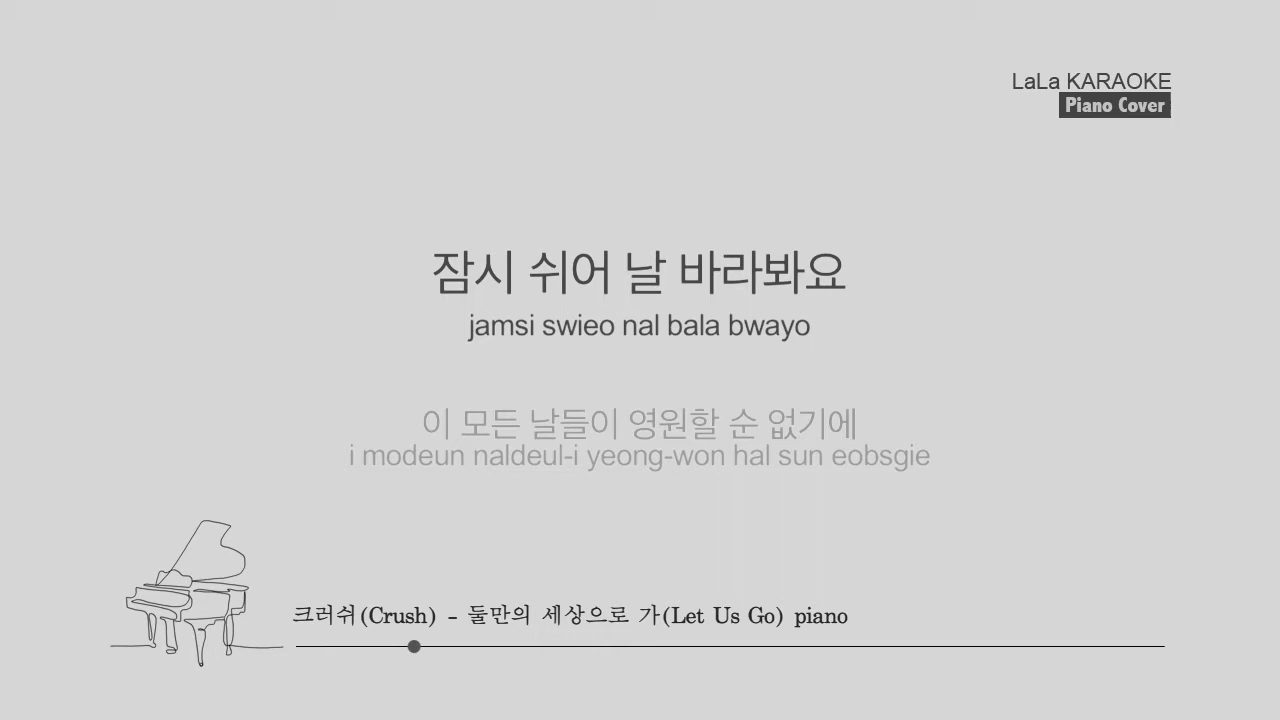 LaLa KARAOKE
Piano Cover
잠시 쉬어 날 바라봐요
jamsi swieo nal bala bwayo
이 모든 날들이 영원할 순 없기에
i modeun naldeul-i yeong-won hal sun eobsgie
크러쉬(Crush) - 둘만의 세상으로 가(Let Us Go) piano